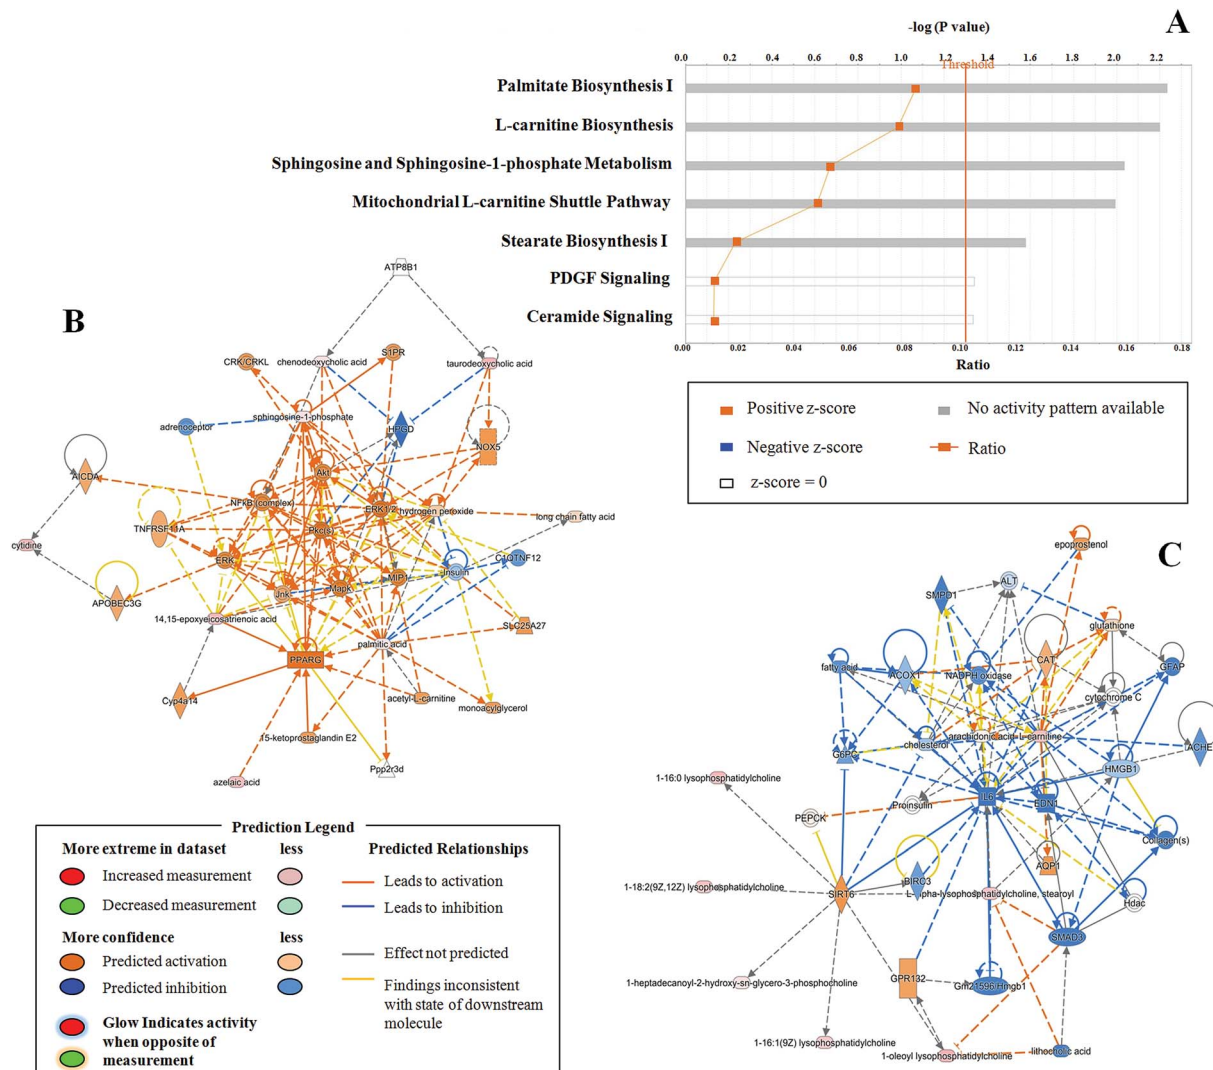 A
-log (P value)
0.0 0.2 0.4 0.6 0.8 1.0 1.2 1.4 1.6 1.8 2.0 2.2
Threshold
Palmitate Biosynthesis I
L-carnitine Biosynthesis
Sphingosine and Sphingosine-1-phosphate Metabolism
Mitochondrial L-carnitine Shuttle Pathway
Stearate Biosynthesis I
PDGF Signaling
Ceramide Signaling
0.00 0.02 0.04 0.06 0.08 0.10 0.12 0.14 0.16 0.18
Ratio
Positive z-score
No activity pattern available
Negative z-score
Ratio
z-score = 0
B
ATP8B1
CRK/CRKL
chenodeoxycholic acid
S1PR
taurodeoxycholic acid
adrenoceptor
sphingosine-1-phosphate
HPGD
NOX5
AICDA
Akt
NFkB (complex)
ERK1/2
hydrogen peroxide
long chain fatty acid
TNFRSF11A
Pkc(s)
cytidine
ERK
MIP1
Insulin
C1QTNF12
APOBEC3G
Jnk
Mapk
14,15-epoxyeicosatrienoic acid
palmitic acid
SLC25A27
PPARG
Cyp4a14
acetyl-L-carnitine
monoacylglycerol
15-ketoprostaglandin E2
Ppp2r3d
azelaic acid
Prediction Legend
More extreme in dataset less
Increased measurement
Decreased measurement
More confidence less
Predicted activation
Predicted inhibition
Glow Indicates activity
when opposite of
measurement
Predicted Relationships
Leads to activation
Leads to inhibition
Effect not predicted
Findings inconsistent
with state of downstream
molecule
C
epoprostenol
ALT
SMPD1
glutathione
fatty acid
ACOX1
NADPH oxidase
CAT
GFAP
cytochrome C
G6PC
cholesterol
arachidonic acid
L-carnitine
ACHE
HMGB1
1-16:0 lysophosphatidylcholine
PEPCK
Proinsulin
IL6
EDN1
Collagen(s)
AQP1
1-18:2(9Z,12Z) lysophosphatidylcholine
SIRT6
BIRC3
L-alpha-lysophosphatidylcholine, stearoyl
Hdac
SMAD3
1-heptadecanoyl-2-hydroxy-sn-glycero-3-phosphocholine
GPR132
Gm21596/Hmgb1
1-16:1(9Z) lysophosphatidylcholine
1-oleoyl lysophosphatidylcholine
lithocholic acid